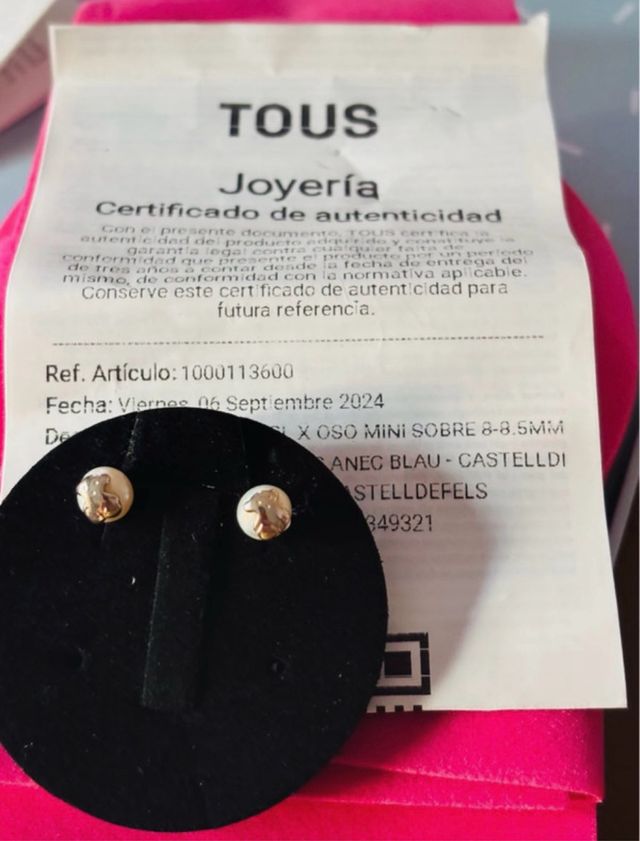 TOUS
Joyería
Certificado de autenticidad
Con el presente documento, TOUS certifica la
autenticidad del producto adquirido y constituye la
garantía legal contra cualquier falta de
conformidad que presente el producto por un periodo
de tres años a contar desde la fecha de entrega del
mismo, de conformidad con la normativa aplicable.
Conserve este certificado de autenticidad para
futura referencia.
Ref. Artículo: 1000113600
Fecha: Viernes, 06 Septiembre 2024
De X OSO MINI SOBRE 8-8.5MM
ANEC BLAU - CASTELLDI
ASTELLDEFELS
349321